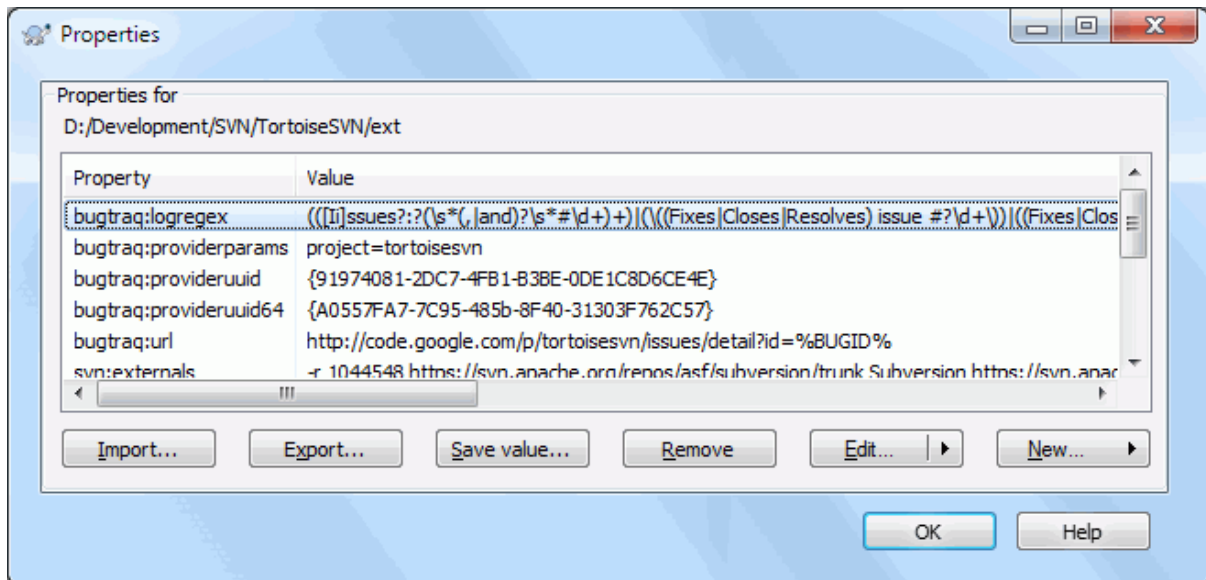 Properties
Properties for
D:/Development/SVN/TortoiseSVN/ext
Property Value
bugtraq:logregex (([Ii]ssues?:?(\s*(,|and)?\s*#\d+)+)|(\((Fixes|Closes|Resolves) issue #?\d+\))|((Fixes|Clos
bugtraq:providerparams project=tortoisesvn
bugtraq:provideruuid {91974081-2DC7-4FB1-B3BE-0DE1C8D6CE4E}
bugtraq:provideruuid64 {A0557FA7-7C95-485b-8F40-31303F762C57}
bugtraq:url http://code.google.com/p/tortoisesvn/issues/detail?id=%BUGID%
svn:externals -r 1044548 https://svn.apache.org/repos/asf/subversion/trunk Subversion https://svn.apac
Import... Export... Save value... Remove Edit... New...
OK Help